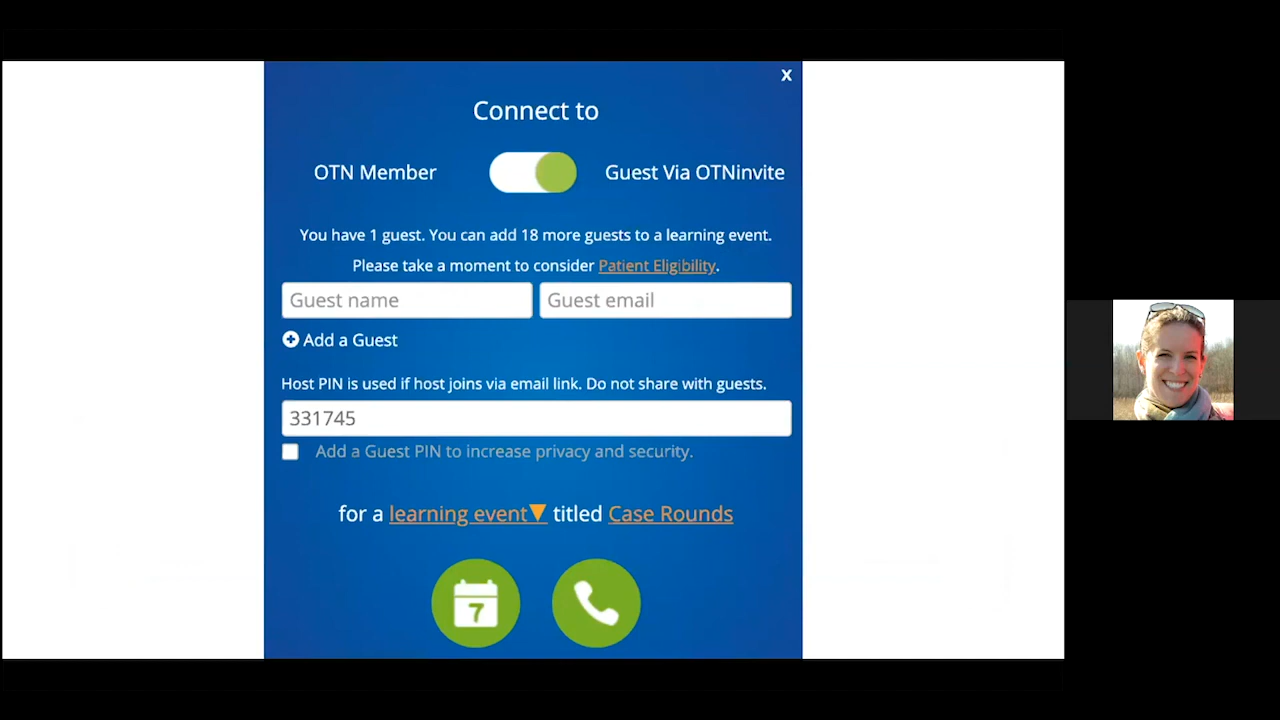 X
Connect to
OTN Member
Guest Via OTNinvite
You have 1 guest. You can add 18 more guests to a learning event.
Please take a moment to consider Patient Eligibility.
Guest name
Guest email
Add a Guest
Host PIN is used if host joins via email link. Do not share with guests.
331745
Add a Guest PIN to increase privacy and security.
for a learning event▼ titled Case Rounds
7